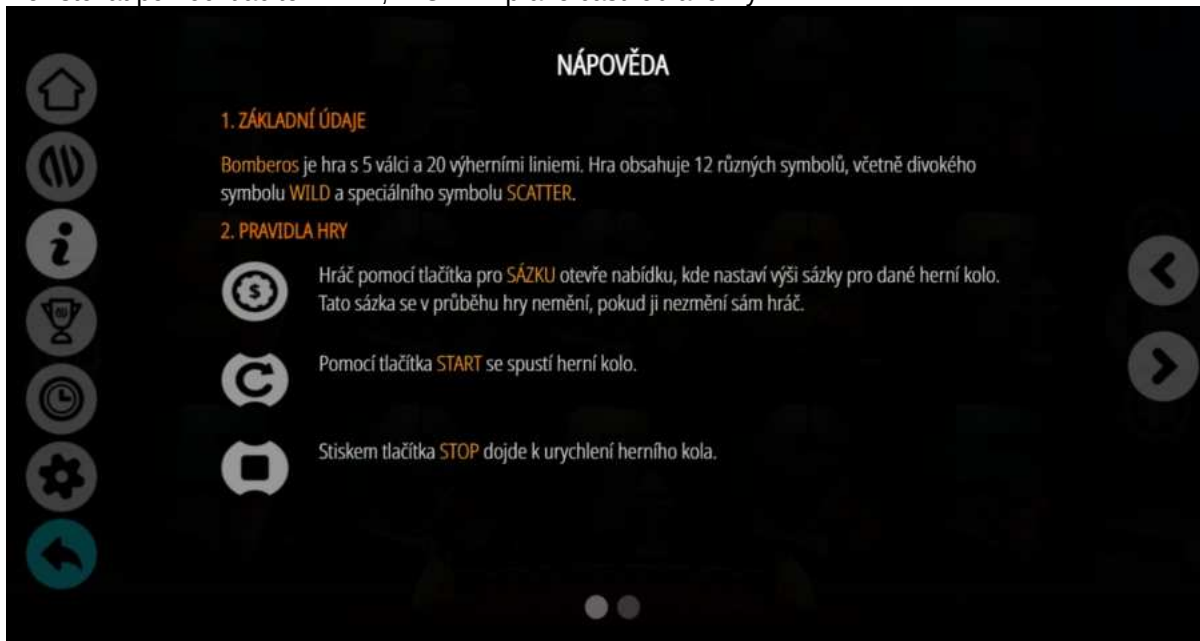 NÁPOVĚDA
1. ZÁKLADNÍ ÚDAJE
Bomberos je hra s 5 válci a 20 výherními liniemi. Hra obsahuje 12 různých symbolů, včetně divokého
symbolu WILD a speciálního symbolu SCATTER.
2. PRAVIDLA HRY
Hráč pomocí tlačítka pro SÁZKU otevře nabídku, kde nastaví výši sázky pro dané herní kolo.
Tato sázka se v průběhu hry nemění, pokud ji nezmění sám hráč.
Pomocí tlačítka START se spustí herní kolo.
Stiskem tlačítka STOP dojde k urychlení herního kola.